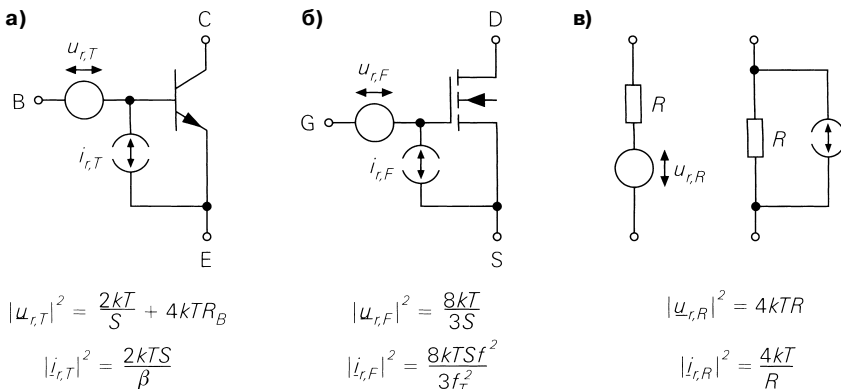 а)
C
u_{r,T}
B
i_{r,T}
E
|u_{r,T}|² = 2kT/S + 4kTR_B
|i_{r,T}|² = 2kTS/β
б)
D
u_{r,F}
G
i_{r,F}
S
|u_{r,F}|² = 8kT/3S
|i_{r,F}|² = 8kTSf²/3f_T²
в)
R
u_{r,R}
R
|u_{r,R}|² = 4kTR
|i_{r,R}|² = 4kT/R